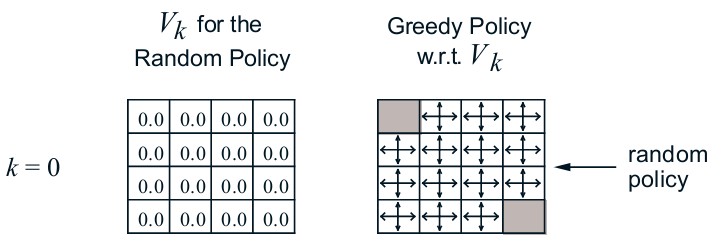 V_k for the
Random Policy
Greedy Policy
w.r.t. V_k
0.0 0.0 0.0 0.0
0.0 0.0 0.0 0.0
k = 0
0.0 0.0 0.0 0.0
0.0 0.0 0.0 0.0
random
policy